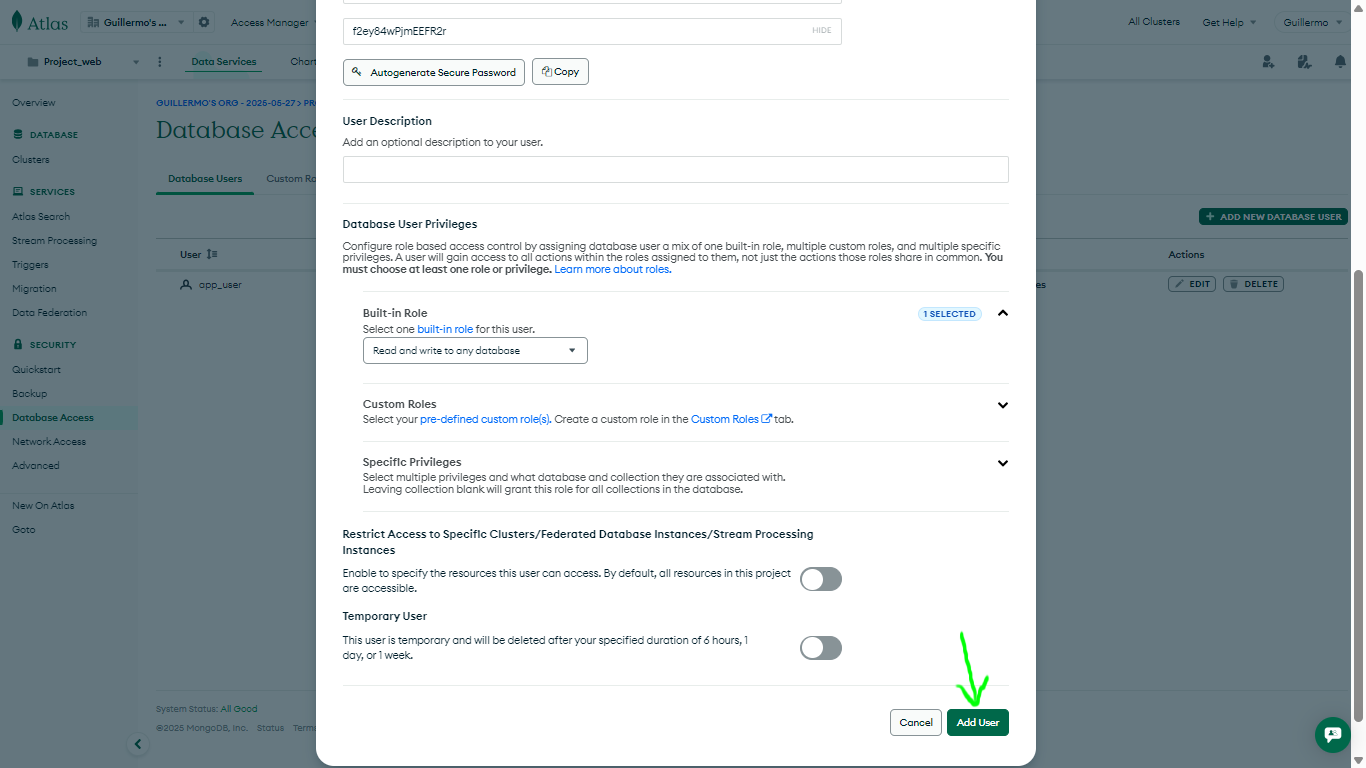 Atlas
Guillermo's ...
Access Manager
All Clusters
Get Help
Guillermo
Project_web
Data Services
Chart
Overview
DATABASE
Clusters
SERVICES
Atlas Search
Stream Processing
Triggers
Migration
Data Federation
SECURITY
Quickstart
Backup
Database Access
Network Access
Advanced
New On Atlas
Goto
GUILLERMO'S ORG - 2025-05-27 > PR
Database Acce
Database Users
Custom Ro
ADD NEW DATABASE USER
User
Actions
app_user
es
EDIT
DELETE
System Status: All Good
©2025 MongoDB, Inc. Status Terms
f2ey84wPjmEEFR2r
HIDE
Autogenerate Secure Password
Copy
User Description
Add an optional description to your user.
Database User Privileges
Configure role based access control by assigning database user a mix of one built-in role, multiple custom roles, and multiple specific
privileges. A user will gain access to all actions within the roles assigned to them, not just the actions those roles share in common. You
must choose at least one role or privilege. Learn more about roles.
Built-in Role
1 SELECTED
Select one built-in role for this user.
Read and write to any database
Custom Roles
Select your pre-defined custom role(s). Create a custom role in the Custom Roles tab.
Specific Privileges
Select multiple privileges and what database and collection they are associated with.
Leaving collection blank will grant this role for all collections in the database.
Restrict Access to Specific Clusters/Federated Database Instances/Stream Processing
Instances
Enable to specify the resources this user can access. By default, all resources in this project
are accessible.
Temporary User
This user is temporary and will be deleted after your specified duration of 6 hours, 1
day, or 1 week.
Cancel
Add User